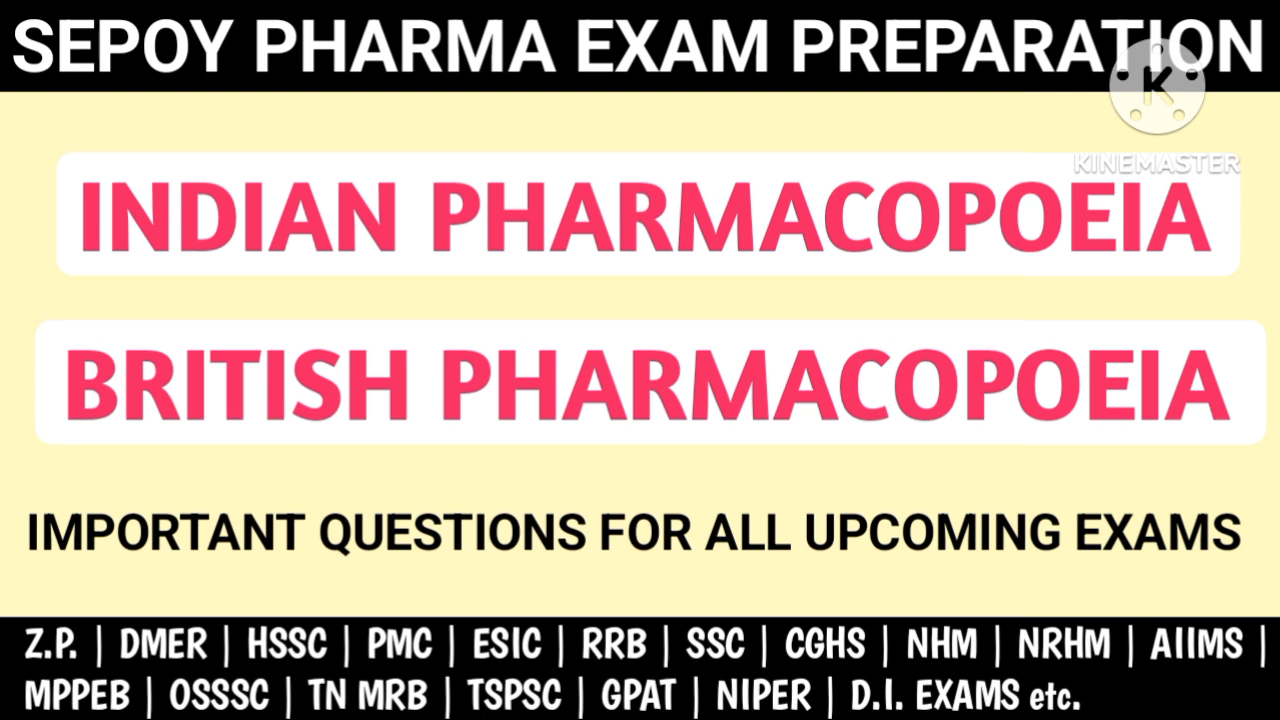 SEPOY PHARMA EXAM PREPARATION
K
KINEMASTER
INDIAN PHARMACOPOEIA
BRITISH PHARMACOPOEIA
IMPORTANT QUESTIONS FOR ALL UPCOMING EXAMS
Z.P. | DMER | HSSC | PMC | ESIC | RRB | SSC | CGHS | NHM | NRHM | AIIMS |
MPPEB | OSSSC | TN MRB | TSPSC | GPAT | NIPER | D.I. EXAMS etc.